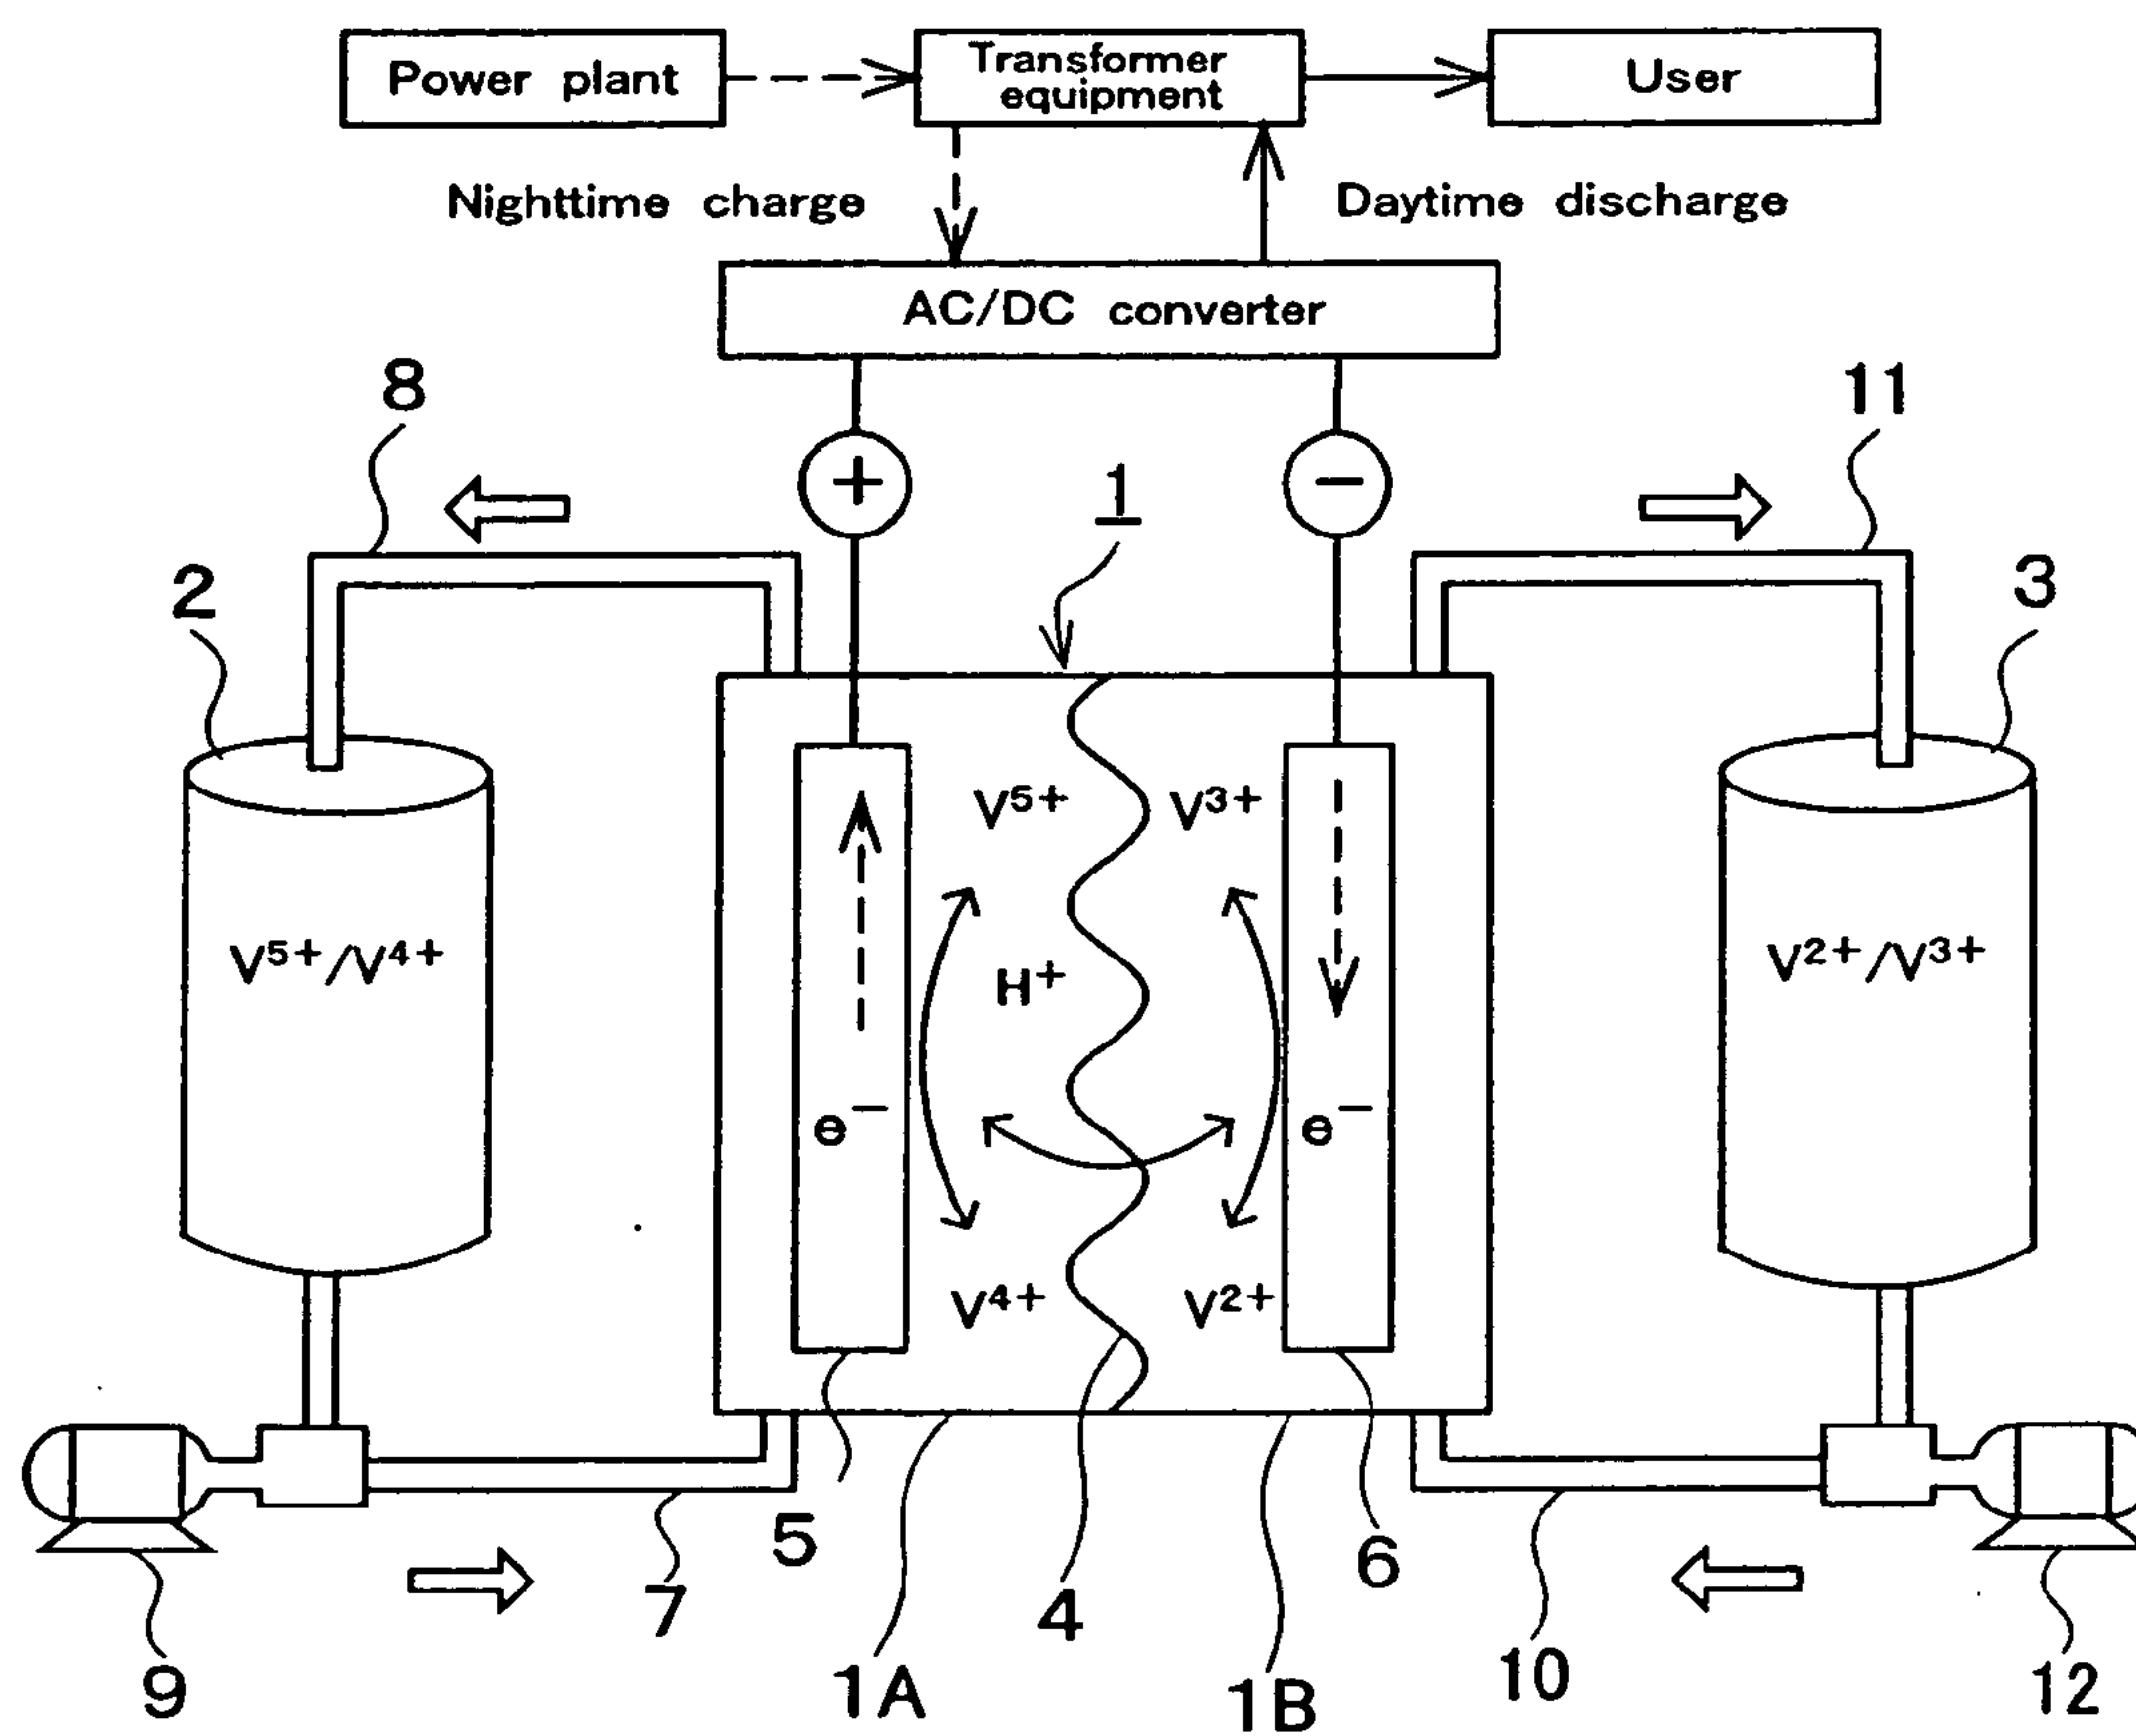 Power plant
Transformer
equipment
User
Nighttime charge
Daytime discharge
AC/DC converter
8
11
+
−
1
2
3
V⁵⁺
V³⁺
V⁵⁺/V⁴⁺
H⁺
V²⁺/V³⁺
e⁻
e⁻
V⁴⁺
V²⁺
5
6
7
4
10
9
1A
1B
12